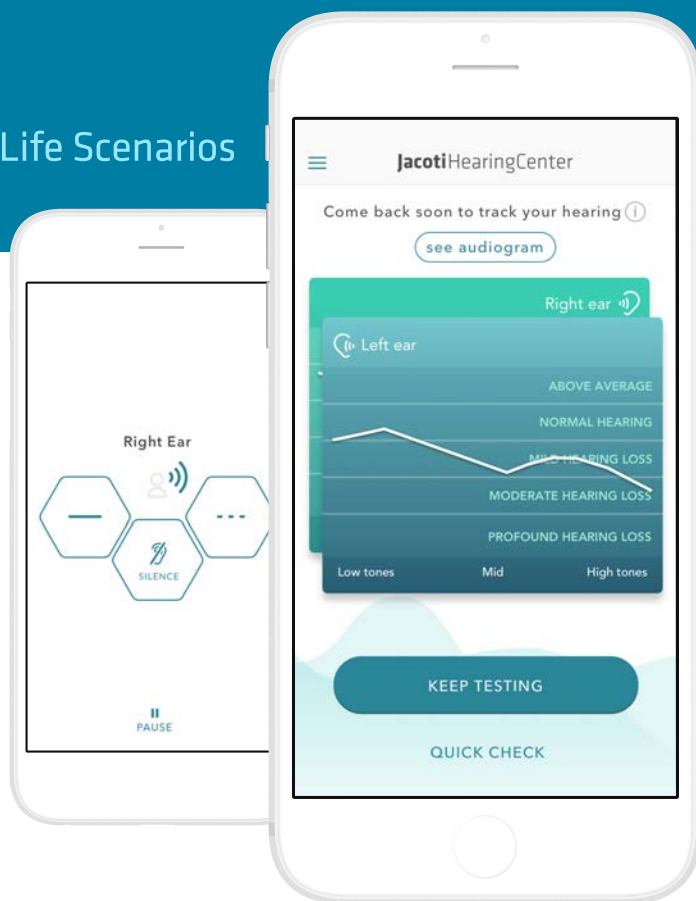 Life Scenarios
Right Ear
SILENCE
PAUSE
JacotiHearingCenter
Come back soon to track your hearing i
see audiogram
Right ear
Left ear
ABOVE AVERAGE
NORMAL HEARING
MILD HEARING LOSS
MODERATE HEARING LOSS
PROFOUND HEARING LOSS
Low tones Mid High tones
KEEP TESTING
QUICK CHECK